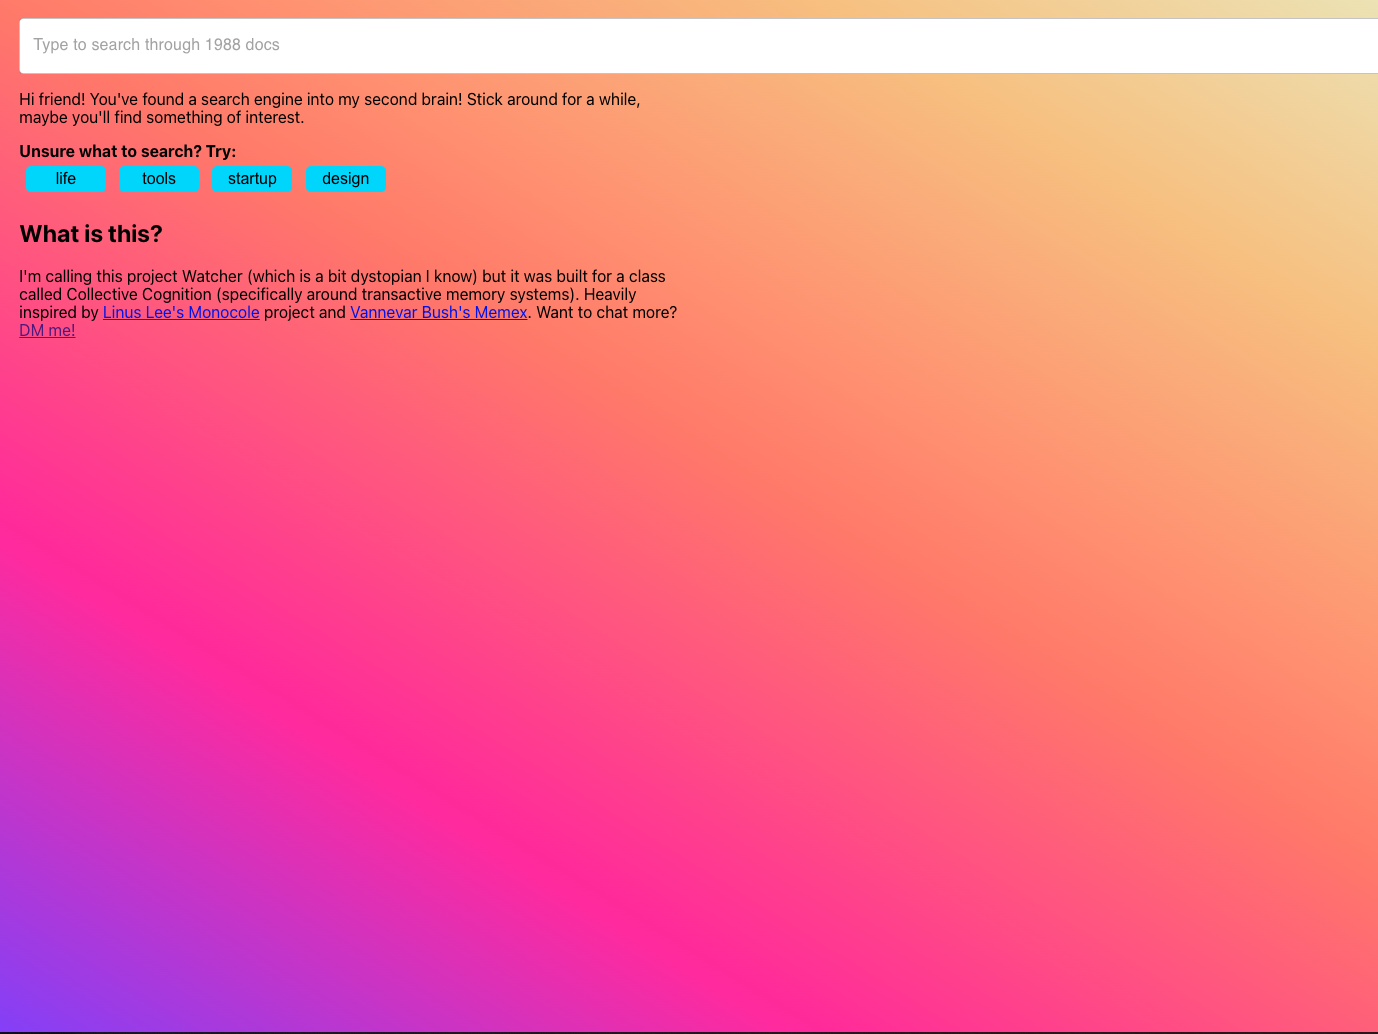 Type to search through 1988 docs
Hi friend! You've found a search engine into my second brain! Stick around for a while,
maybe you'll find something of interest.
Unsure what to search? Try:
life tools startup design
What is this?
I'm calling this project Watcher (which is a bit dystopian I know) but it was built for a class
called Collective Cognition (specifically around transactive memory systems). Heavily
inspired by Linus Lee's Monocole project and Vannevar Bush's Memex. Want to chat more?
DM me!